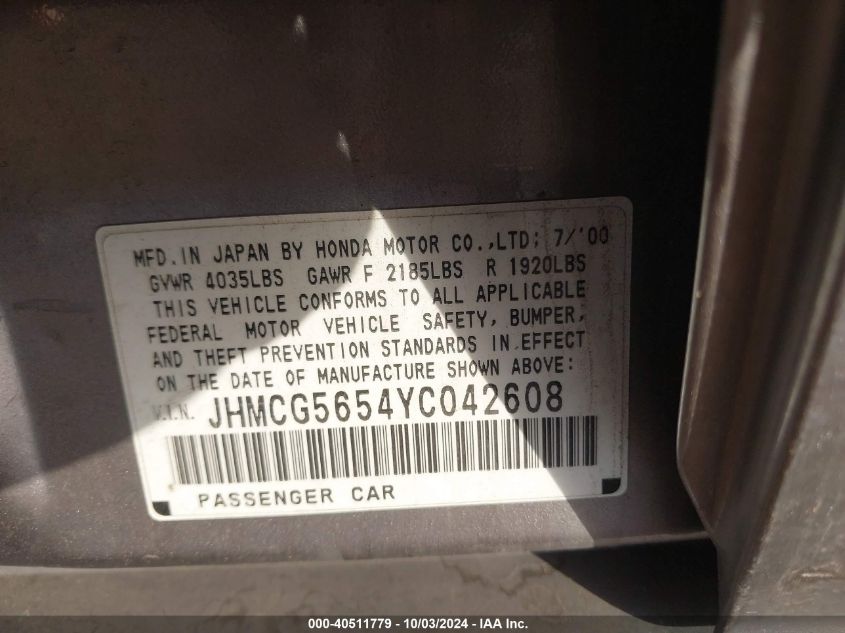 MFD.IN JAPAN BY HONDA MOTOR CO.,LTD; 7/'00
GVWR 4035LBS GAWR F 2185LBS R 1920LBS
THIS VEHICLE CONFORMS TO ALL APPLICABLE
FEDERAL MOTOR VEHICLE SAFETY, BUMPER,
AND THEFT PREVENTION STANDARDS IN EFFECT
ON THE DATE OF MANUFACTURE SHOWN ABOVE:
V.I.N. JHMCG5654YC042608
PASSENGER CAR
000-40511779 - 10/03/2024 - IAA Inc.